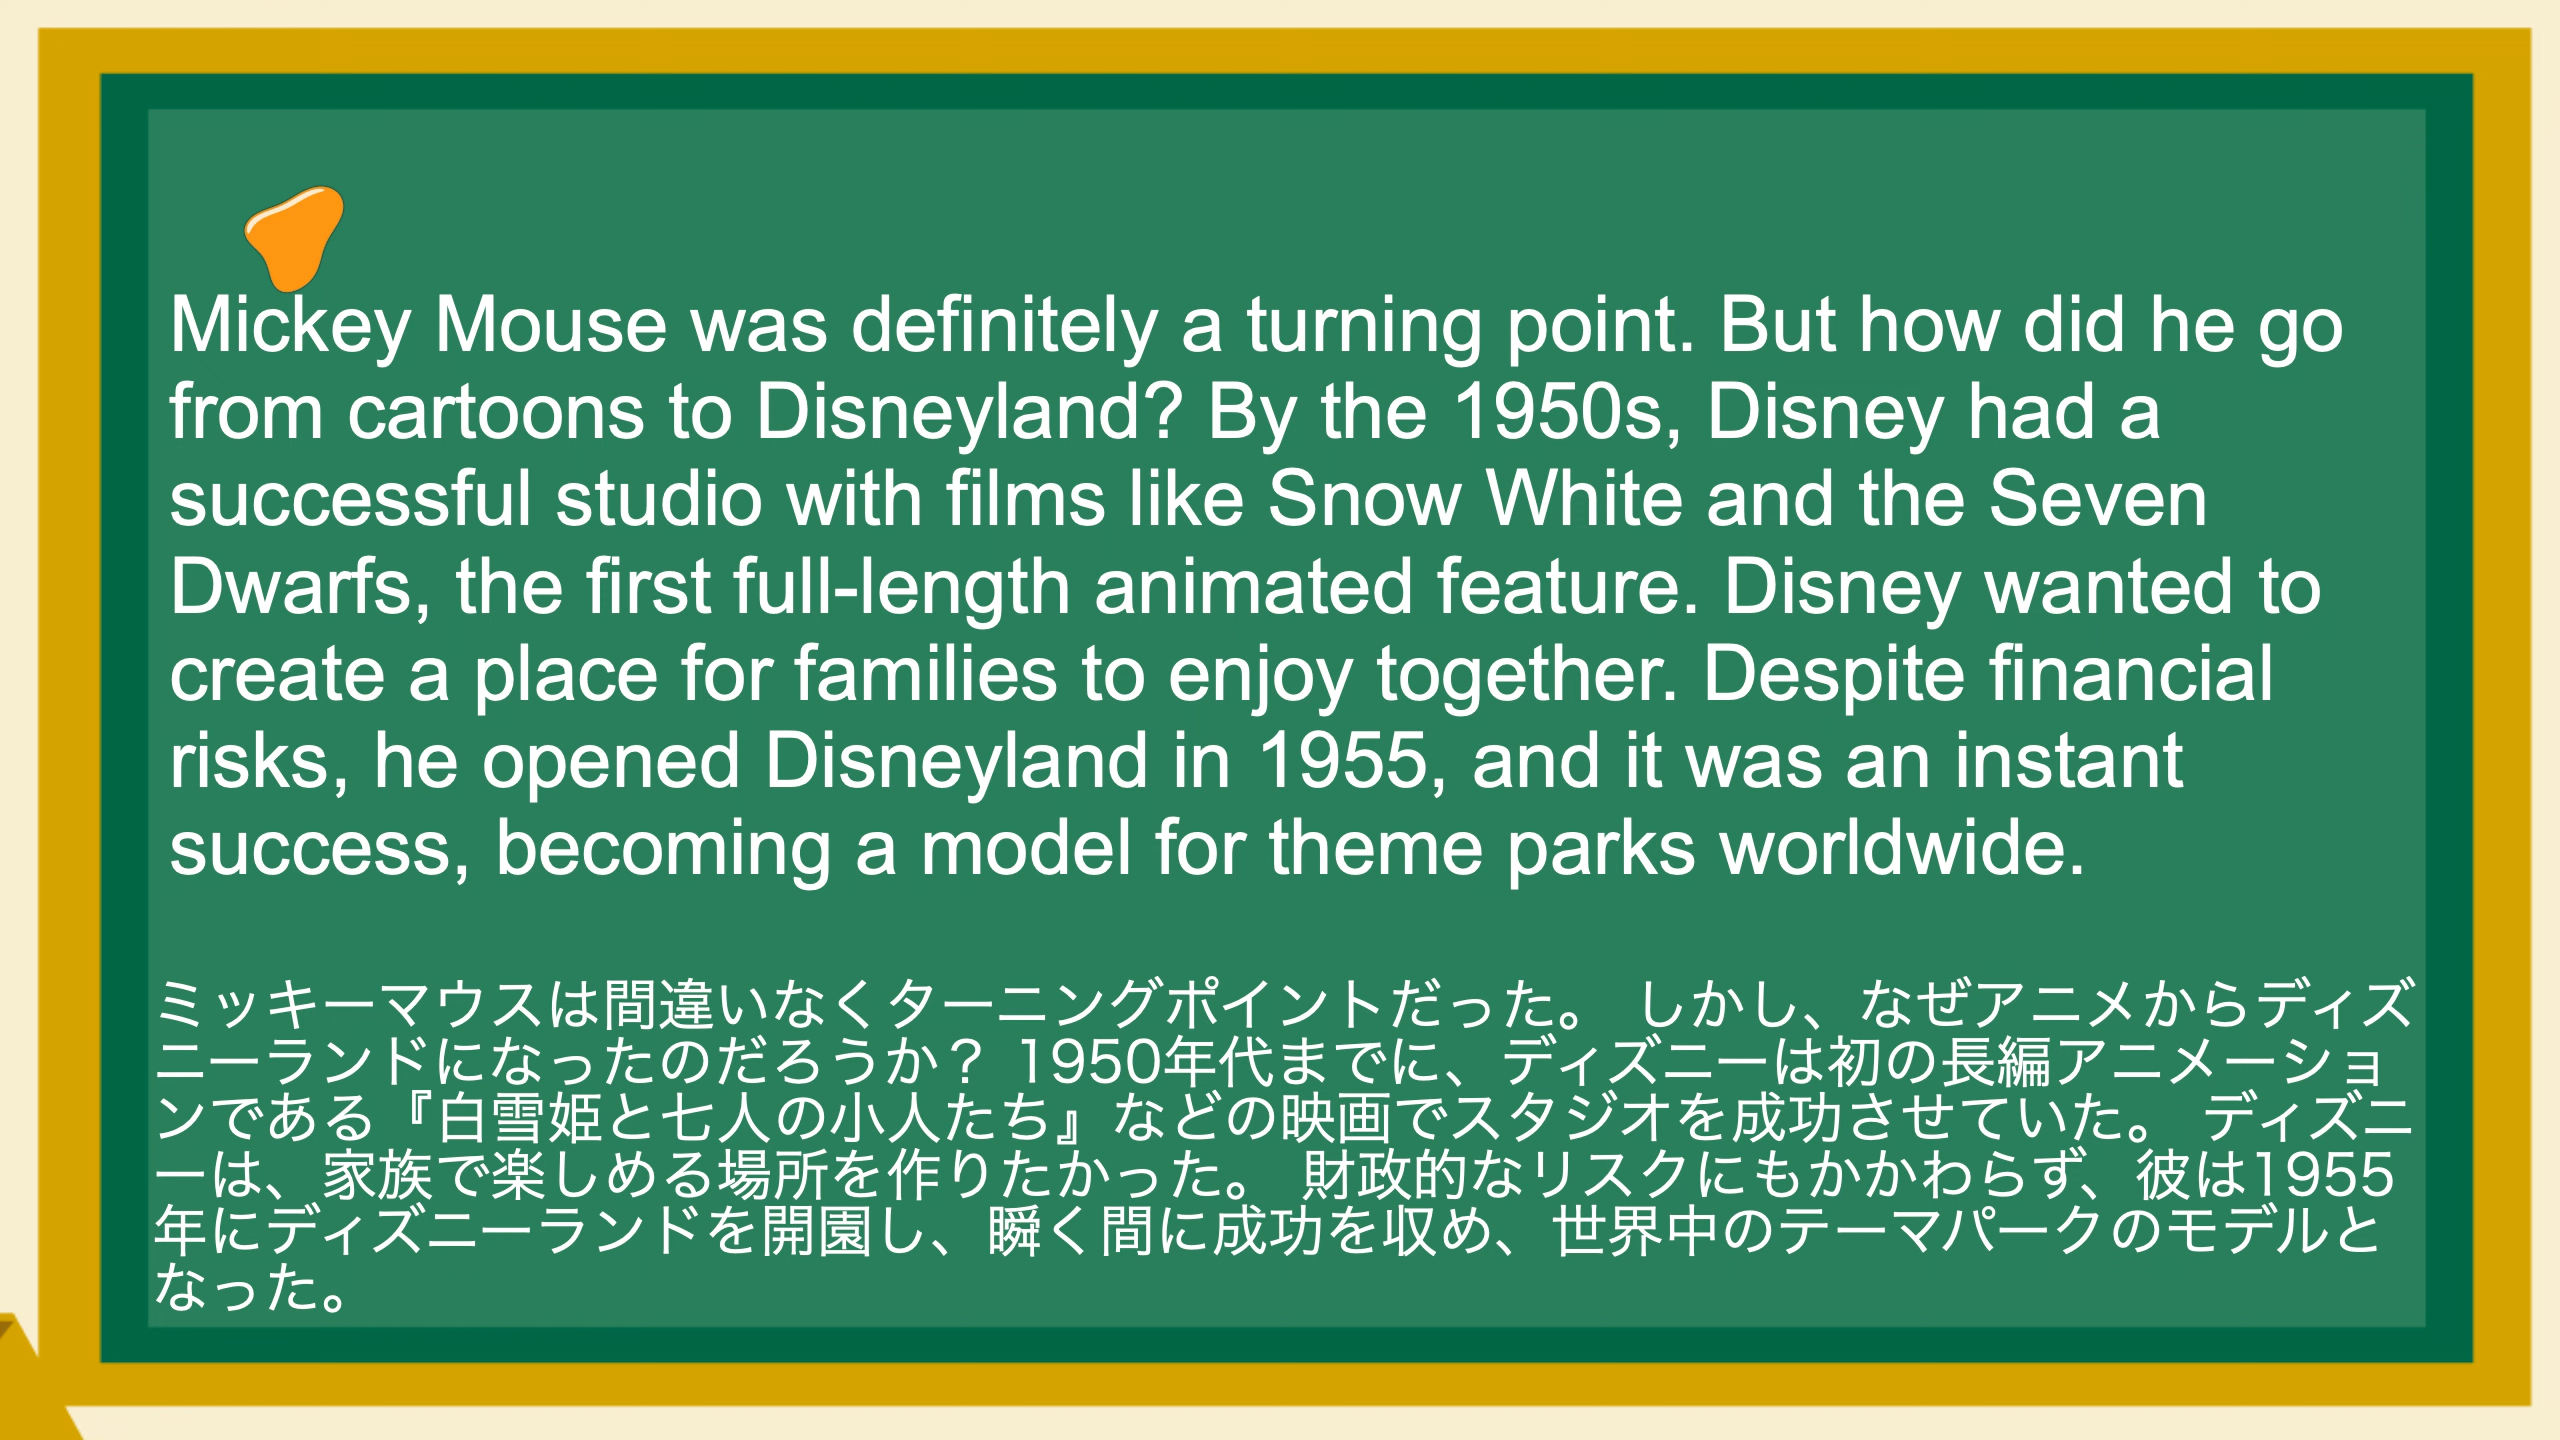 Mickey Mouse was definitely a turning point. But how did he go
from cartoons to Disneyland? By the 1950s, Disney had a
successful studio with films like Snow White and the Seven
Dwarfs, the first full-length animated feature. Disney wanted to
create a place for families to enjoy together. Despite financial
risks, he opened Disneyland in 1955, and it was an instant
success, becoming a model for theme parks worldwide.
ミッキーマウスは間違いなくターニングポイントだった。 しかし、なぜアニメからディズ
ニーランドになったのだろうか？ 1950年代までに、ディズニーは初の長編アニメーショ
ンである『白雪姫と七人の小人たち』などの映画でスタジオを成功させていた。 ディズニ
ーは、家族で楽しめる場所を作りたかった。 財政的なリスクにもかかわらず、彼は1955
年にディズニーランドを開園し、瞬く間に成功を収め、世界中のテーマパークのモデルと
なった。